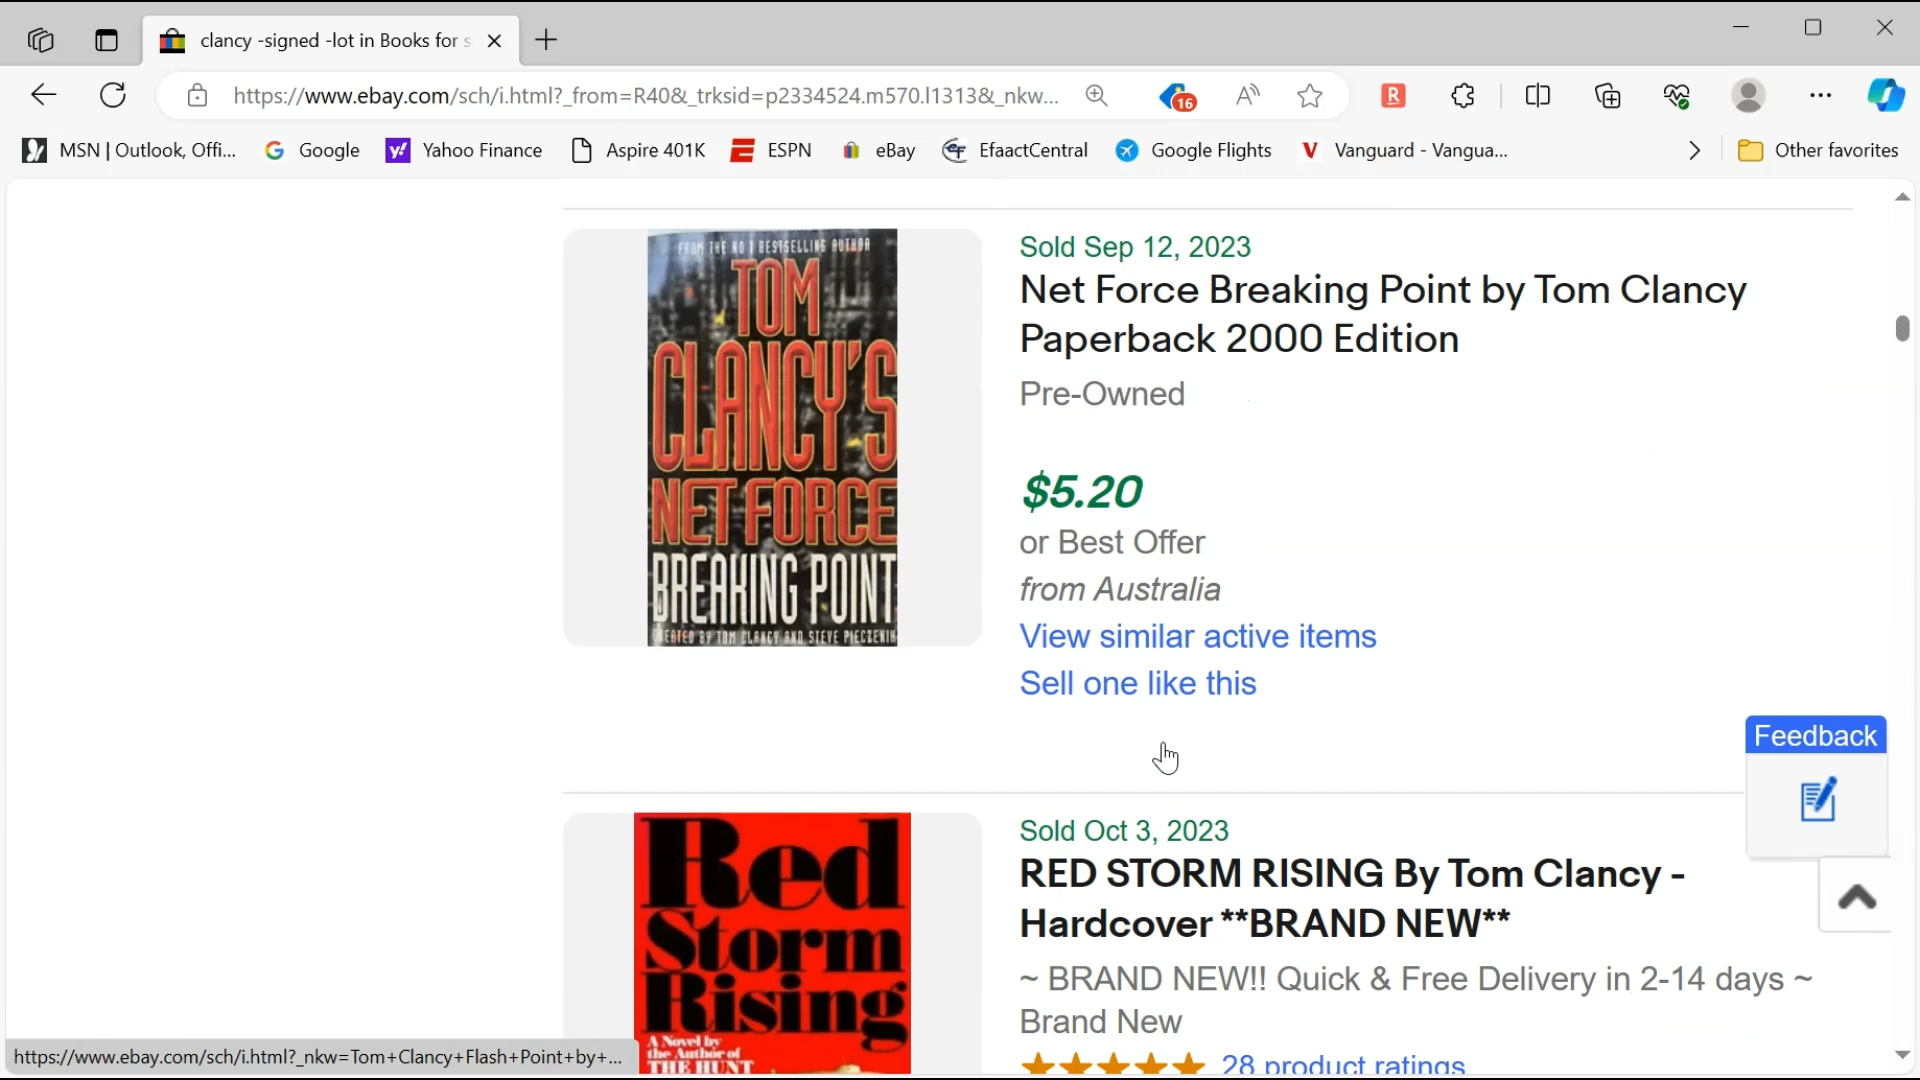 clancy -signed -lot in Books for s
https://www.ebay.com/sch/i.html?_from=R40&_trksid=p2334524.m570.l1313&_nkw...
16
A
R
MSN | Outlook, Offi...
Google
y!
Yahoo Finance
Aspire 401K
ESPN
eBay
EF
EfaactCentral
Google Flights
V
Vanguard - Vangua...
Other favorites
FROM THE NO 1 BESTSELLING AUTHOR
TOM
CLANCY'S
NET FORCE
BREAKING POINT
CREATED BY TOM CLANCY AND STEVE PIECZENIK
Sold Sep 12, 2023
Net Force Breaking Point by Tom Clancy
Paperback 2000 Edition
Pre-Owned
$5.20
or Best Offer
from Australia
View similar active items
Sell one like this
Feedback
Red
Storm
Rising
A Novel by
the Author of
THE HUNT
Sold Oct 3, 2023
RED STORM RISING By Tom Clancy -
Hardcover **BRAND NEW**
~ BRAND NEW!! Quick & Free Delivery in 2-14 days ~
Brand New
28 product ratings
https://www.ebay.com/sch/i.html?_nkw=Tom+Clancy+Flash+Point+by+...